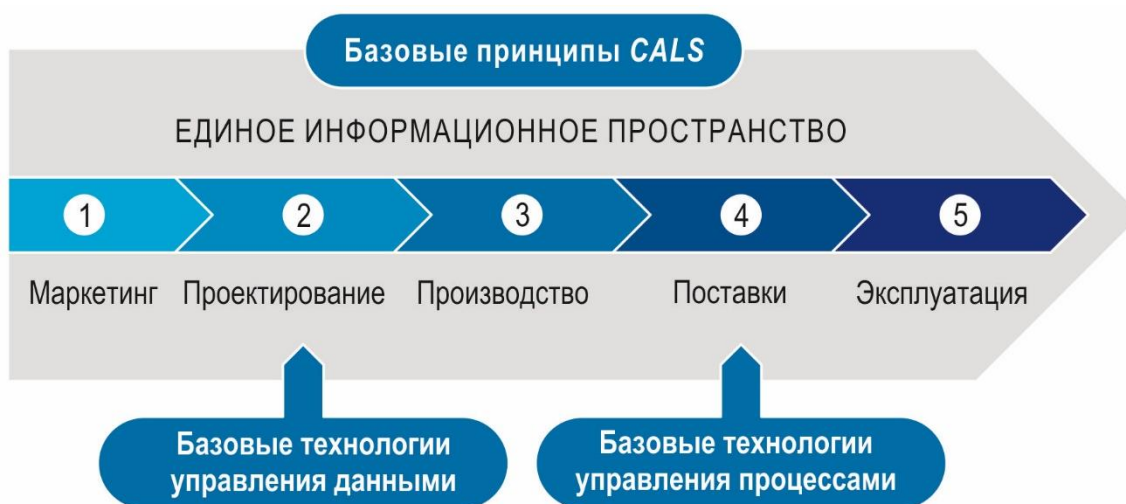 Базовые принципы CALS
ЕДИНОЕ ИНФОРМАЦИОННОЕ ПРОСТРАНСТВО
1 2 3 4 5
Маркетинг Проектирование Производство Поставки Эксплуатация
Базовые технологии
управления данными
Базовые технологии
управления процессами